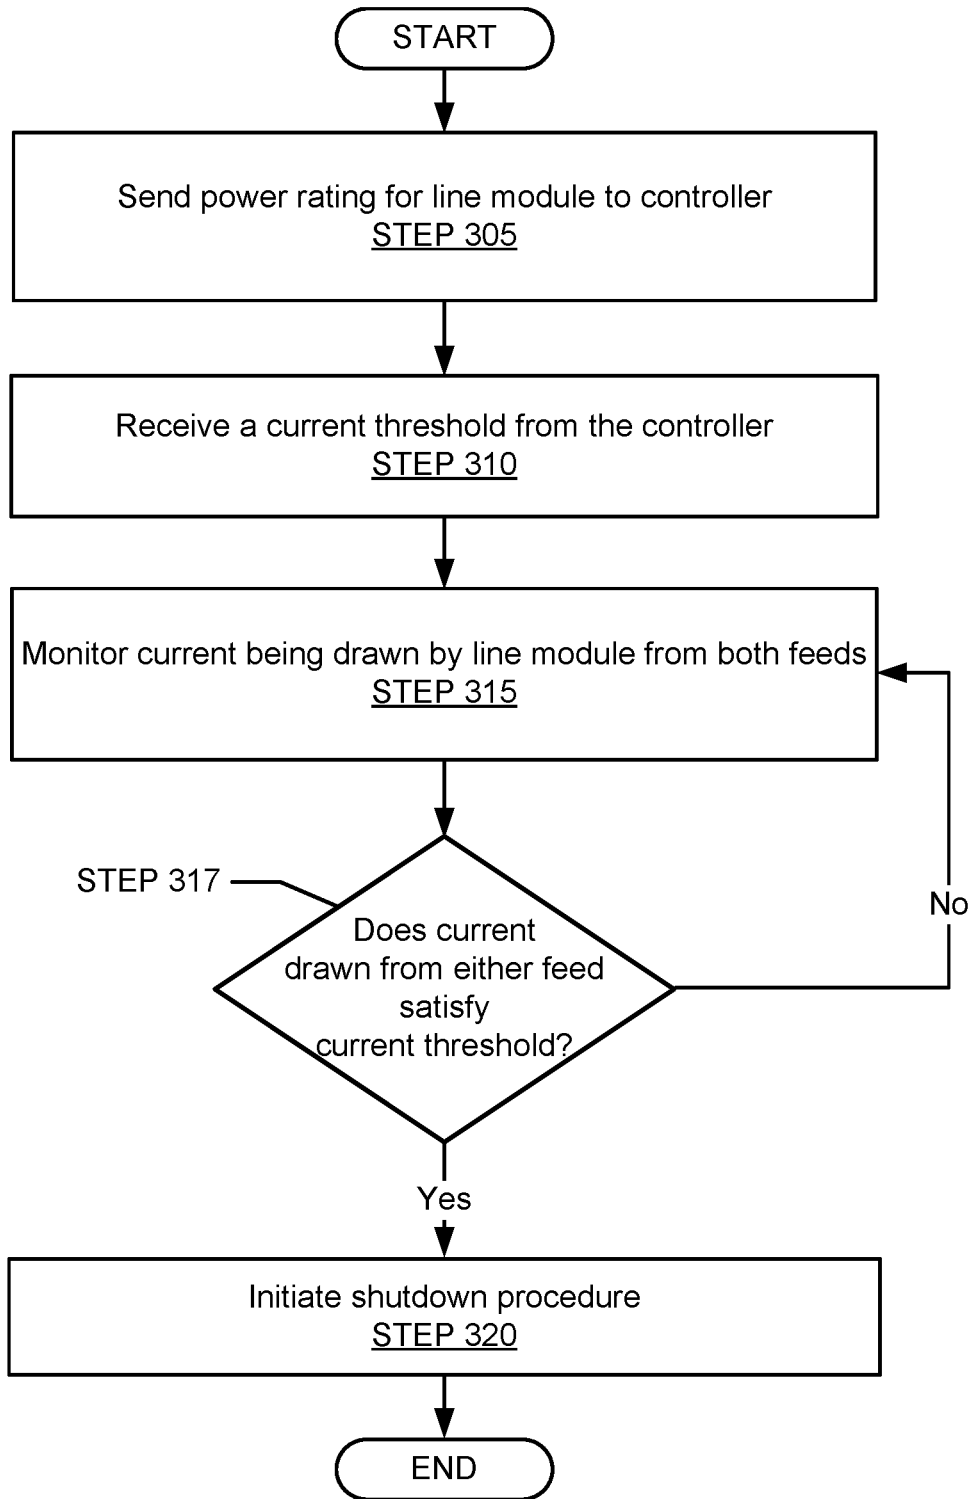 START
Send power rating for line module to controller
STEP 305
Receive a current threshold from the controller
STEP 310
Monitor current being drawn by line module from both feeds
STEP 315
STEP 317
Does current
drawn from either feed
satisfy
current threshold?
No
Yes
Initiate shutdown procedure
STEP 320
END